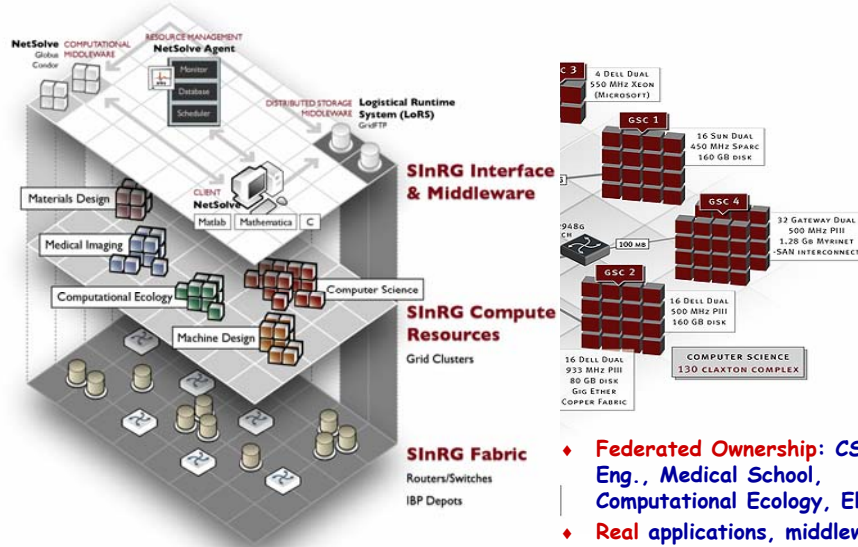 RESOURCE MANAGEMENT
NetSolve Agent
NetSolve COMPUTATIONAL
Globus MIDDLEWARE
Condor
Monitor
Database
Scheduler
DISTRIBUTED STORAGE
MIDDLEWARE
Logistical Runtime
System (LoRS)
GridFTP
CLIENT
NetSolve
Matlab Mathematica C
SInRG Interface
& Middleware
Materials Design
Medical Imaging
Computational Ecology
Computer Science
Machine Design
SInRG Compute
Resources
Grid Clusters
SInRG Fabric
Routers/Switches
IBP Depots
C 3
4 DELL DUAL
550 MHZ XEON
(MICROSOFT)
GSC 1
16 SUN DUAL
450 MHZ SPARC
160 GB DISK
GSC 4
32 GATEWAY DUAL
500 MHZ PIII
1.28 GB MYRINET
-SAN INTERCONNECT
2948G
100 MB
GSC 2
16 DELL DUAL
500 MHZ PIII
160 GB DISK
16 DELL DUAL
933 MHZ PIII
80 GB DISK
GIG ETHER
COPPER FABRIC
COMPUTER SCIENCE
130 CLAXTON COMPLEX
♦ Federated Ownership: CS
Eng., Medical School,
Computational Ecology,
♦ Real applications,